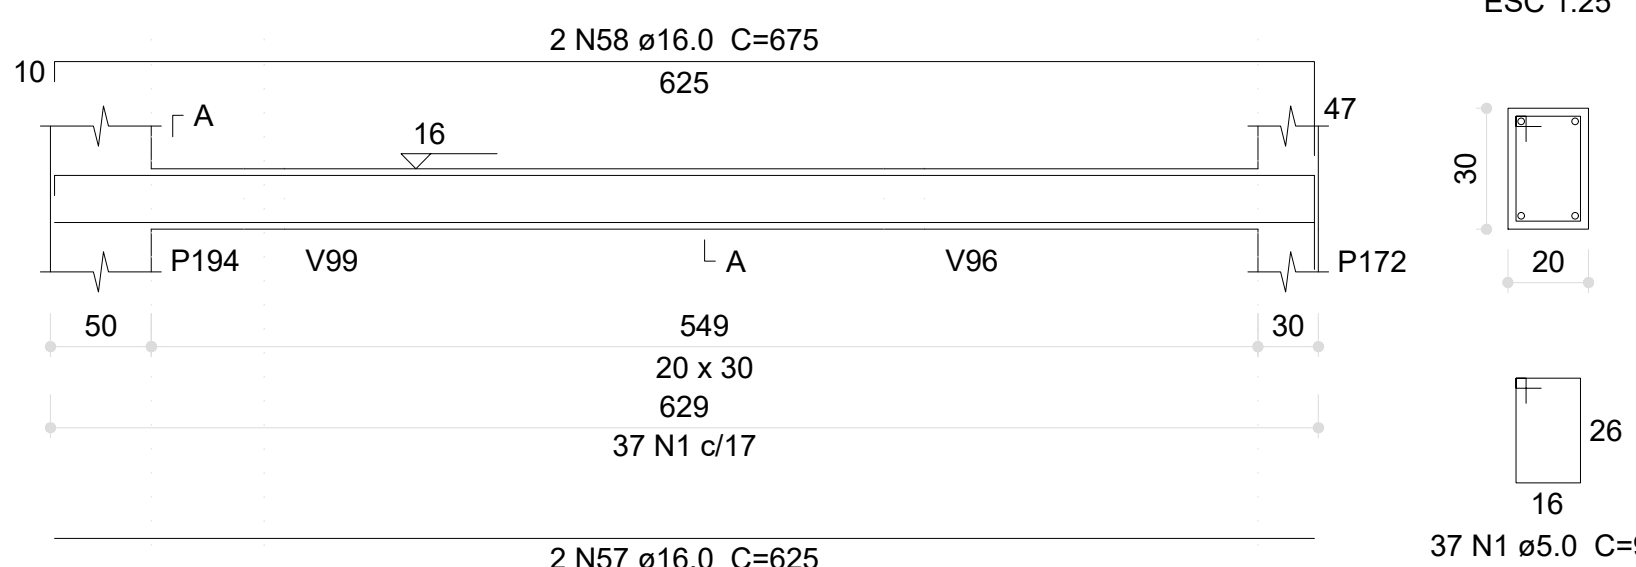 ESC 1:25
2 N58 ø16.0 C=675
10
625
A
47
16
30
P194
V99
A
V96
P172
20
50
549
30
20 x 30
629
37 N1 c/17
26
16
37 N1 ø5.0
2 N57 ø16.0 C=625